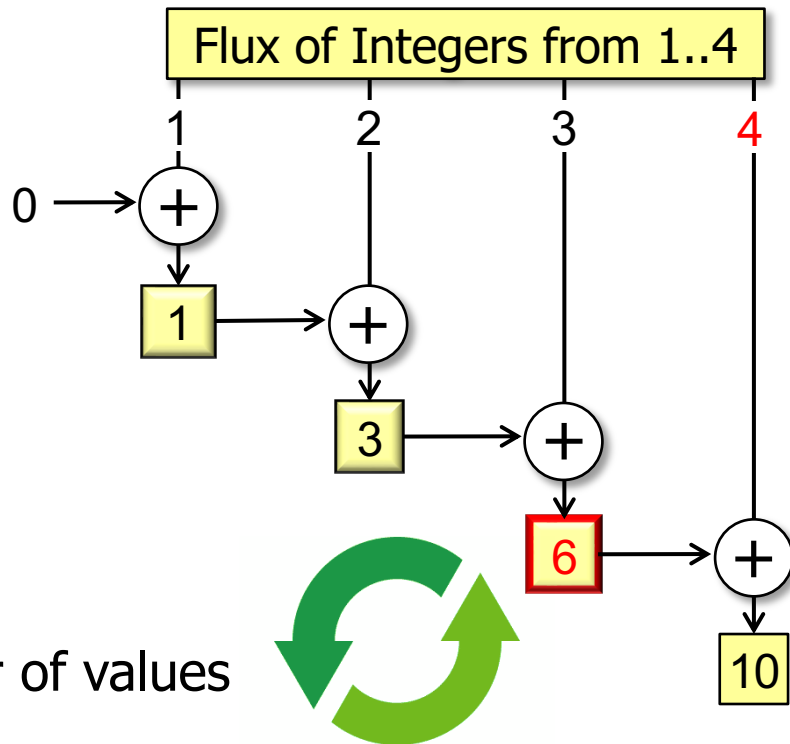 Flux of Integers from 1..4
1 2 3 4
0 +
1 +
3 +
6 +
r of values
10